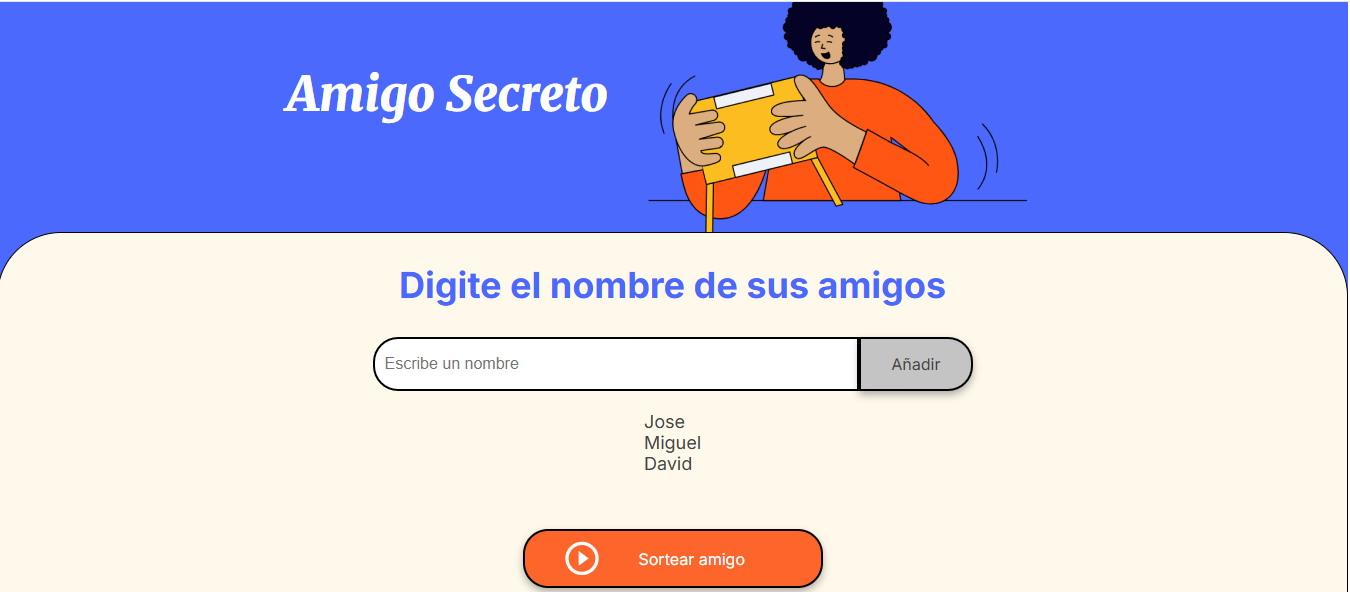 Amigo Secreto
Digite el nombre de sus amigos
Escribe un nombre
Añadir
Jose
Miguel
David
Sortear amigo